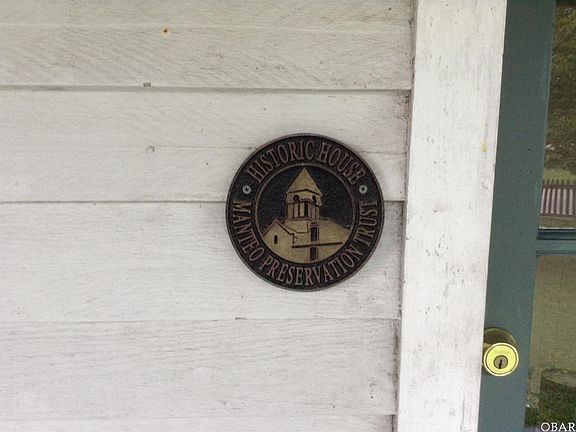 HISTORIC HOUSE
MANTEO PRESERVATION TRUST
OBAR